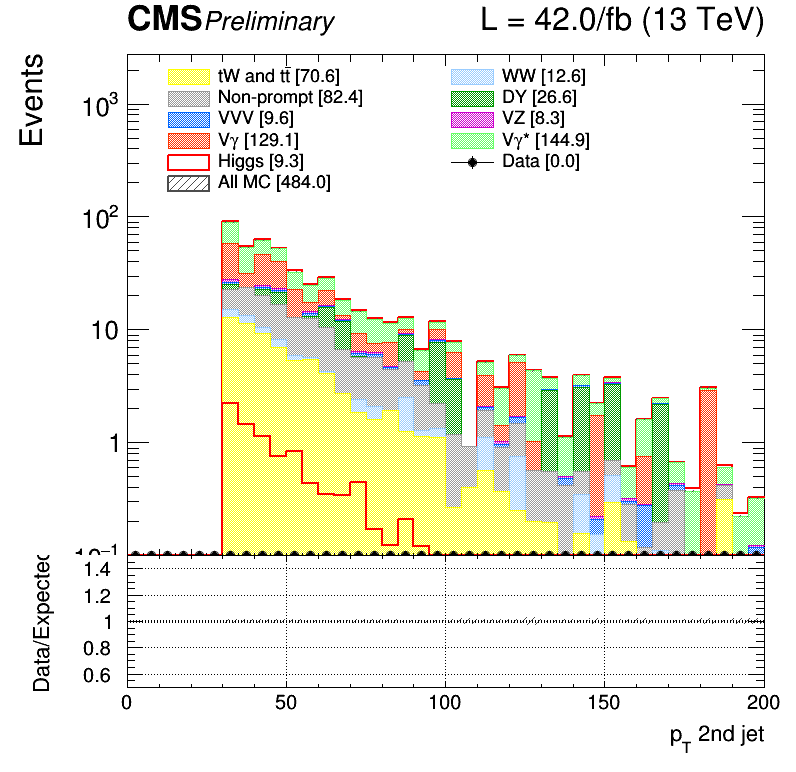 CMS Preliminary L = 42.0/fb (13 TeV)
Events
tW and tt̄ [70.6] WW [12.6]
Non-prompt [82.4] DY [26.6]
VVV [9.6] VZ [8.3]
Vγ [129.1] Vγ* [144.9]
Higgs [9.3] Data [0.0]
All MC [484.0]
10³
10²
10
1
10⁻¹
Data/Expected
1.4
1.2
1
0.8
0.6
0 50 100 150 200
p_T 2nd jet